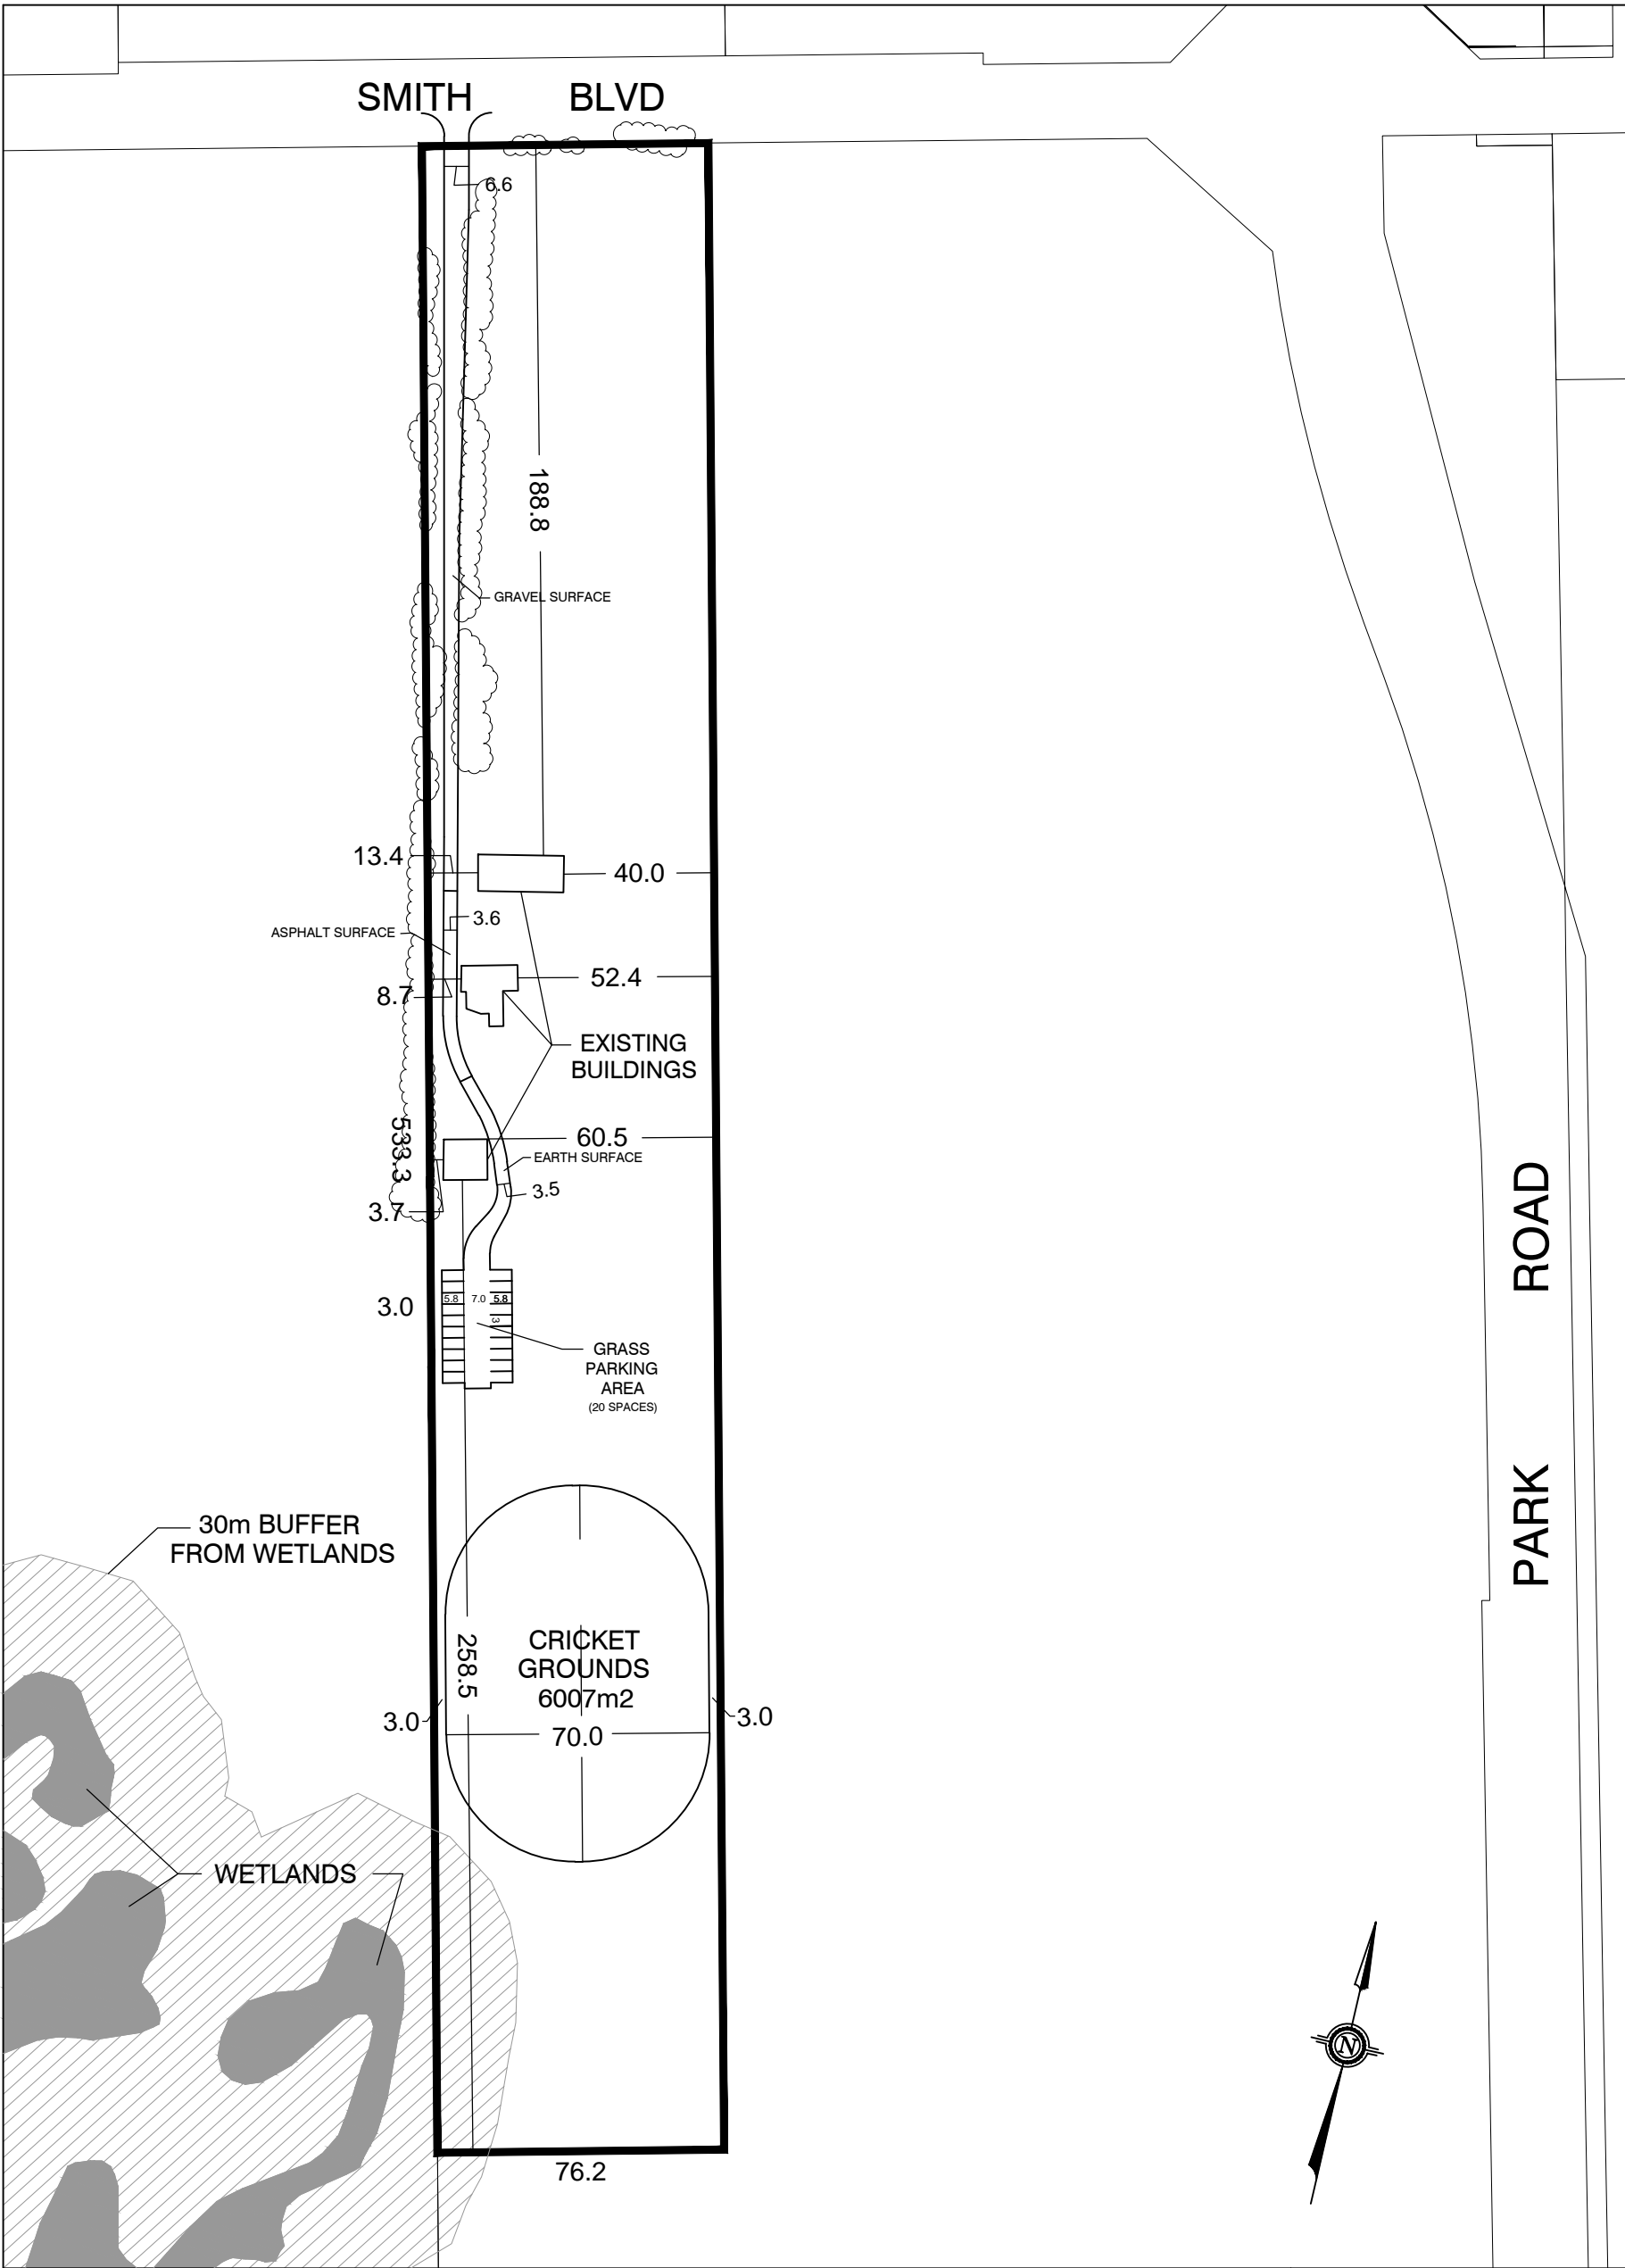 SMITH BLVD
6.6
188.8
GRAVEL SURFACE
13.4
40.0
3.6
ASPHALT SURFACE
52.4
8.7
EXISTING
BUILDINGS
533.3
60.5
EARTH SURFACE
3.5
3.7
3.0
5.8
7.0
5.8
3
GRASS
PARKING
AREA
(20 SPACES)
PARK ROAD
30m BUFFER
FROM WETLANDS
258.5
CRICKET
GROUNDS
6007m2
3.0
70.0
3.0
WETLANDS
N
76.2